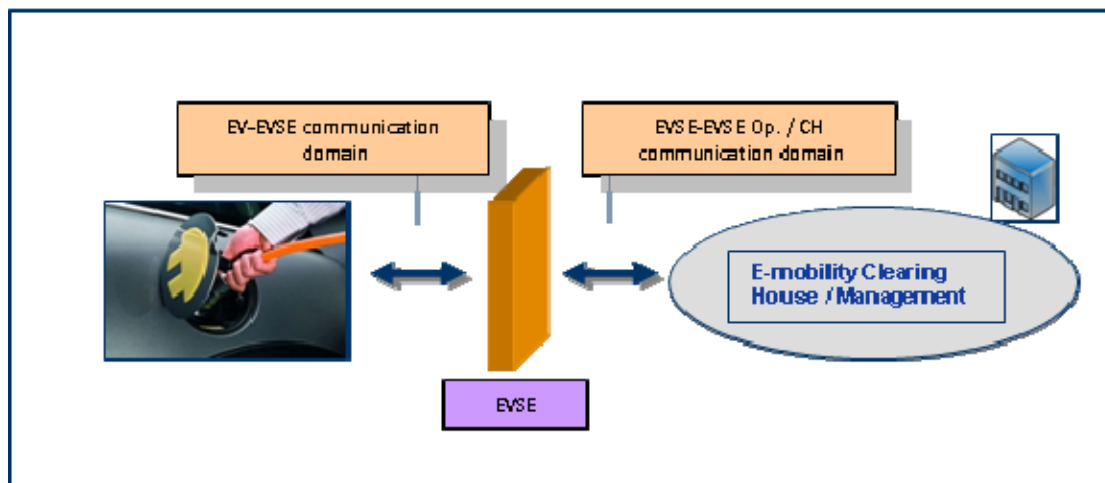 EV-EVSE communication
domain
EVSE-EVSE Op. / CH
communication domain
E-mobility Clearing
House / Management
EVSE